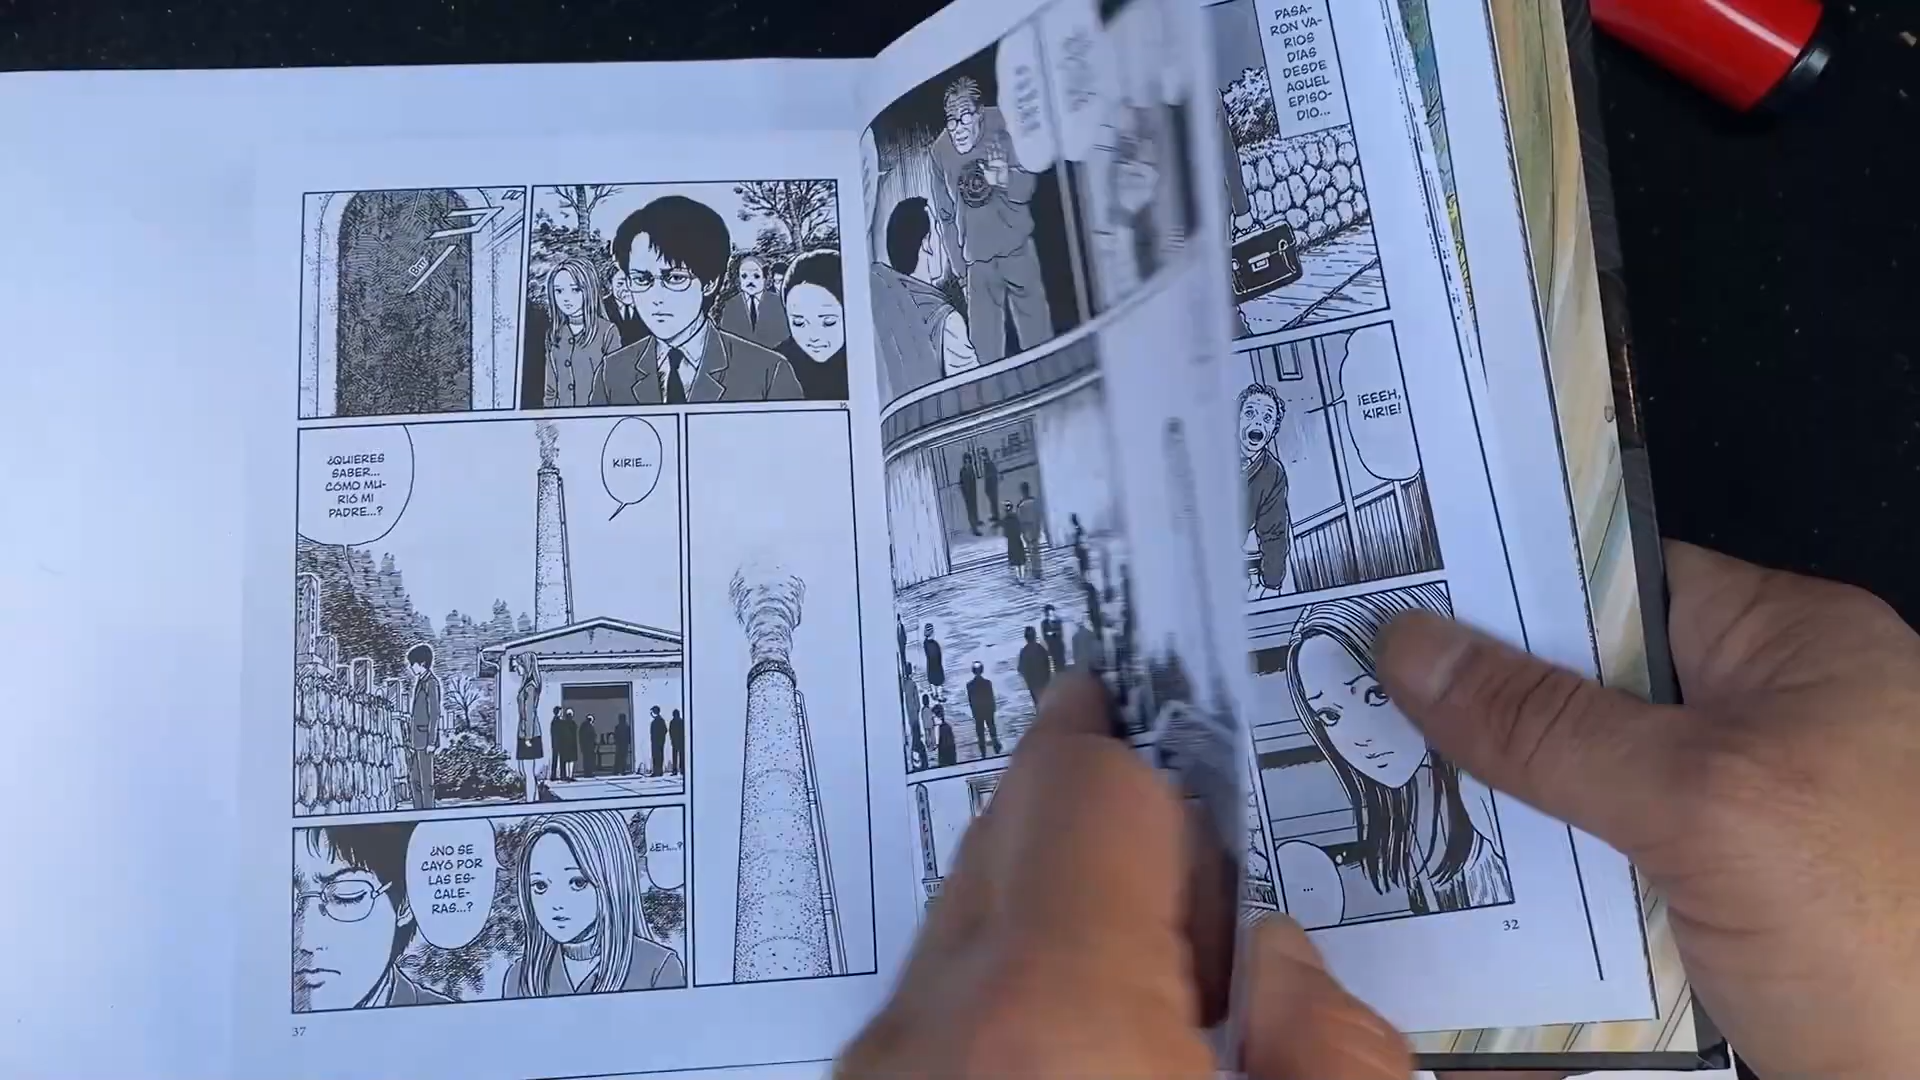 ¿QUIERES
SABER...
CÓMO MU-
RIÓ MI
PADRE...?
KIRIE...
¿NO SE
CAYÓ POR
LAS ES-
CALE-
RAS...?
¿EH...?
37
PASA-
RON VA-
RIOS
DÍAS
DESDE
AQUEL
EPISO-
DIO...
¡EEEH,
KIRIE!
...
32